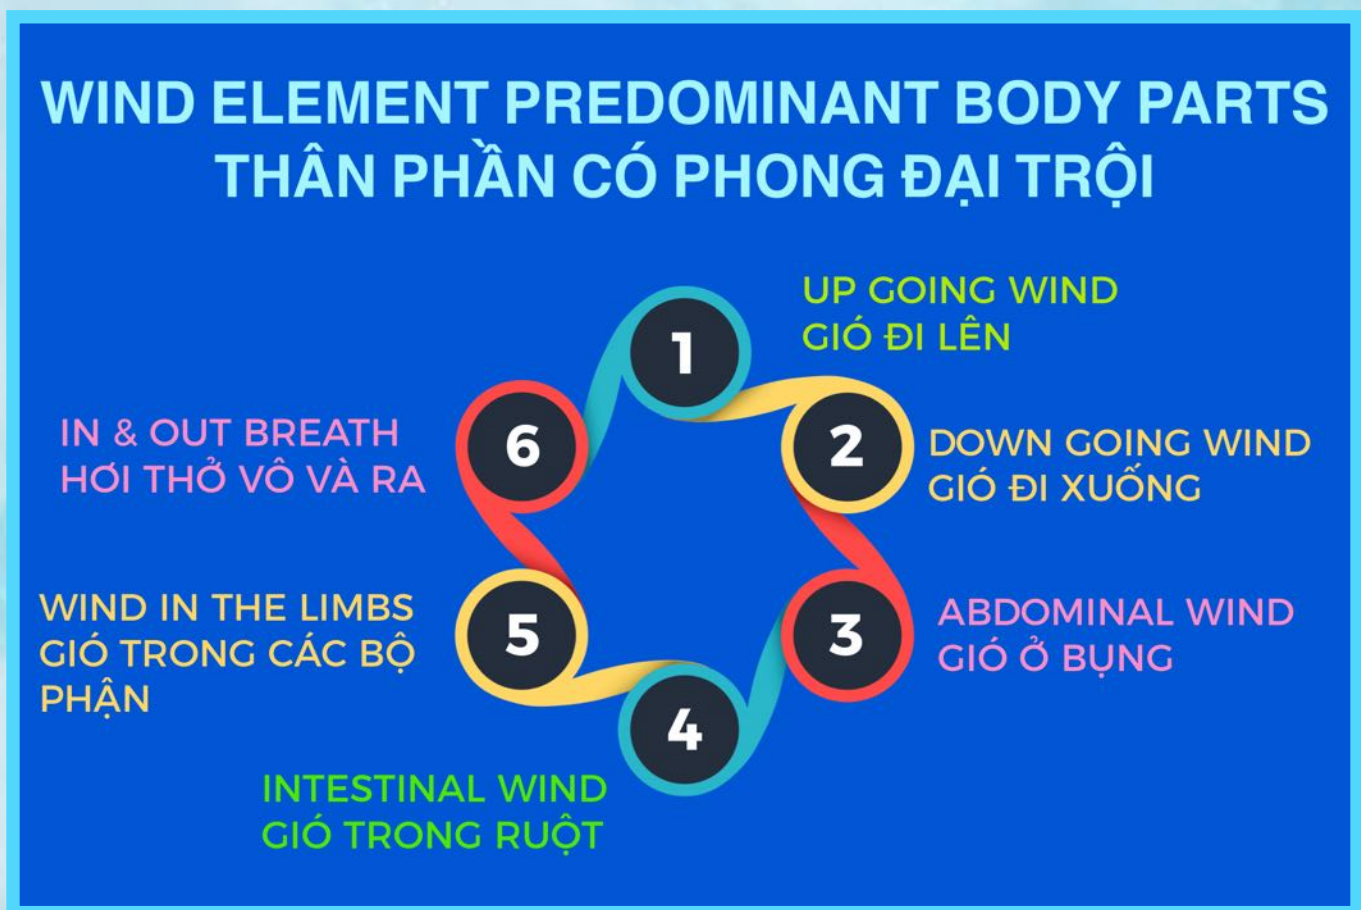 WIND ELEMENT PREDOMINANT BODY PARTS
THÂN PHẦN CÓ PHONG ĐẠI TRỘI
1
UP GOING WIND
GIÓ ĐI LÊN
2
DOWN GOING WIND
GIÓ ĐI XUỐNG
3
ABDOMINAL WIND
GIÓ Ở BỤNG
4
INTESTINAL WIND
GIÓ TRONG RUỘT
5
WIND IN THE LIMBS
GIÓ TRONG CÁC BỘ
PHẬN
6
IN & OUT BREATH
HƠI THỞ VÔ VÀ RA